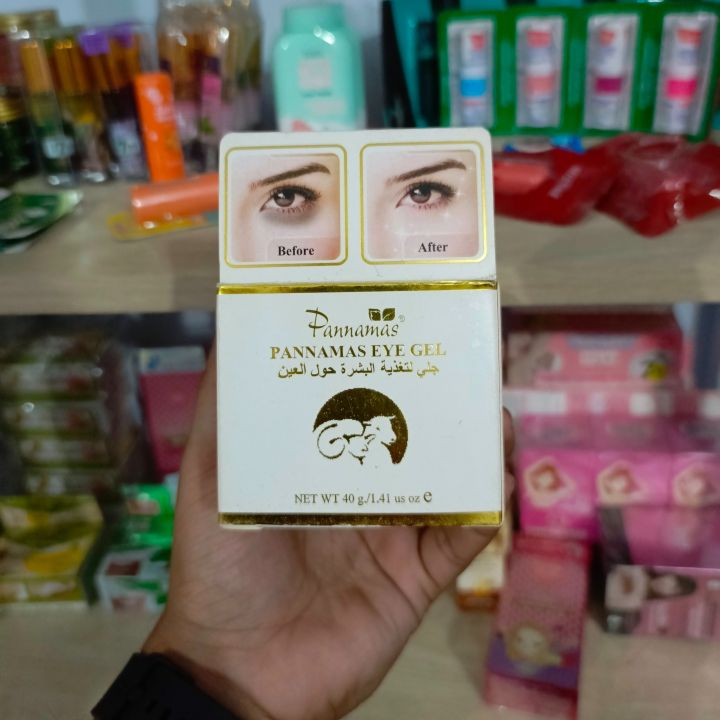 Before
After
Pannamas®
PANNAMAS EYE GEL
جلي لتغذية البشرة حول العين
NET WT 40 g./1.41 us oz ℮